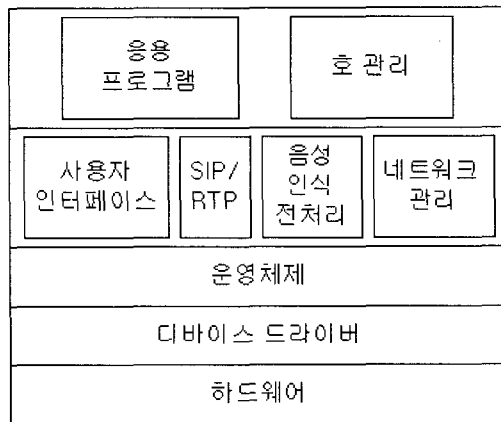 응용
프로그램
호 관리
사용자
인터페이스
SIP/
RTP
음성
인식
전처리
네트워크
관리
운영체제
디바이스 드라이버
하드웨어